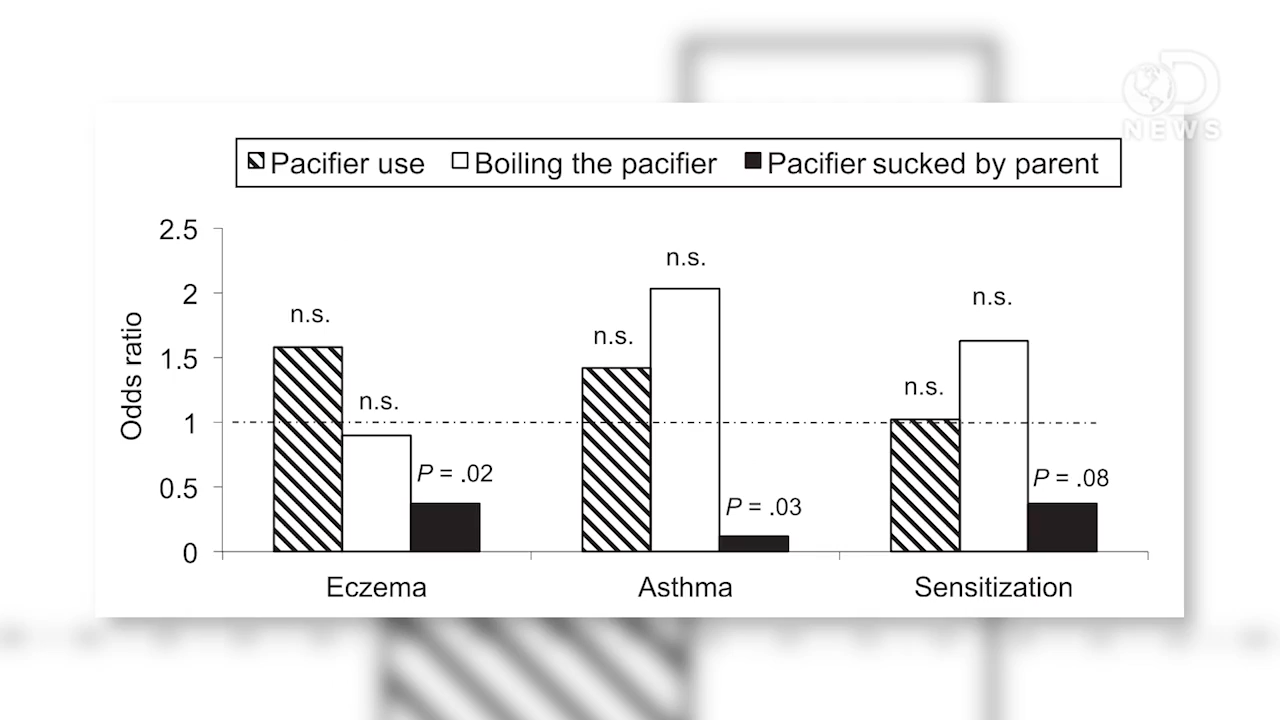 D
NEWS
Pacifier use Boiling the pacifier Pacifier sucked by parent
2.5
2
1.5
1
0.5
0
Odds ratio
n.s.
n.s.
P = .02
n.s.
n.s.
P = .03
n.s.
n.s.
P = .08
Eczema Asthma Sensitization